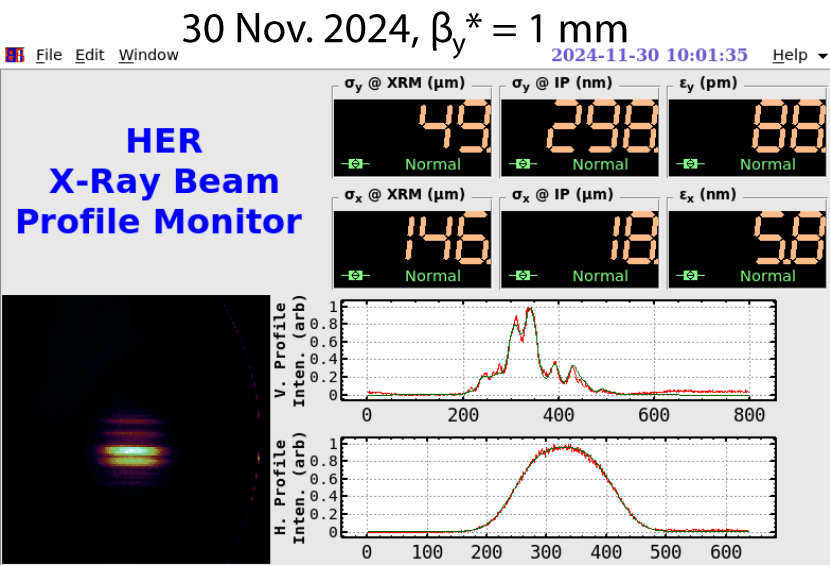 30 Nov. 2024, βy* = 1 mm
File Edit Window 2024-11-30 10:01:35 Help
HER
X-Ray Beam
Profile Monitor
σy @ XRM (μm)
49
Normal
σy @ IP (nm)
298
Normal
εy (pm)
88
Normal
σx @ XRM (μm)
146
Normal
σx @ IP (μm)
18
Normal
εx (nm)
5.8
Normal
V. Profile
Inten. (arb)
1
0.8
0.6
0.4
0.2
0
0 200 400 600 800
H. Profile
Inten. (arb)
1
0.8
0.6
0.4
0.2
0
0 100 200 300 400 500 600